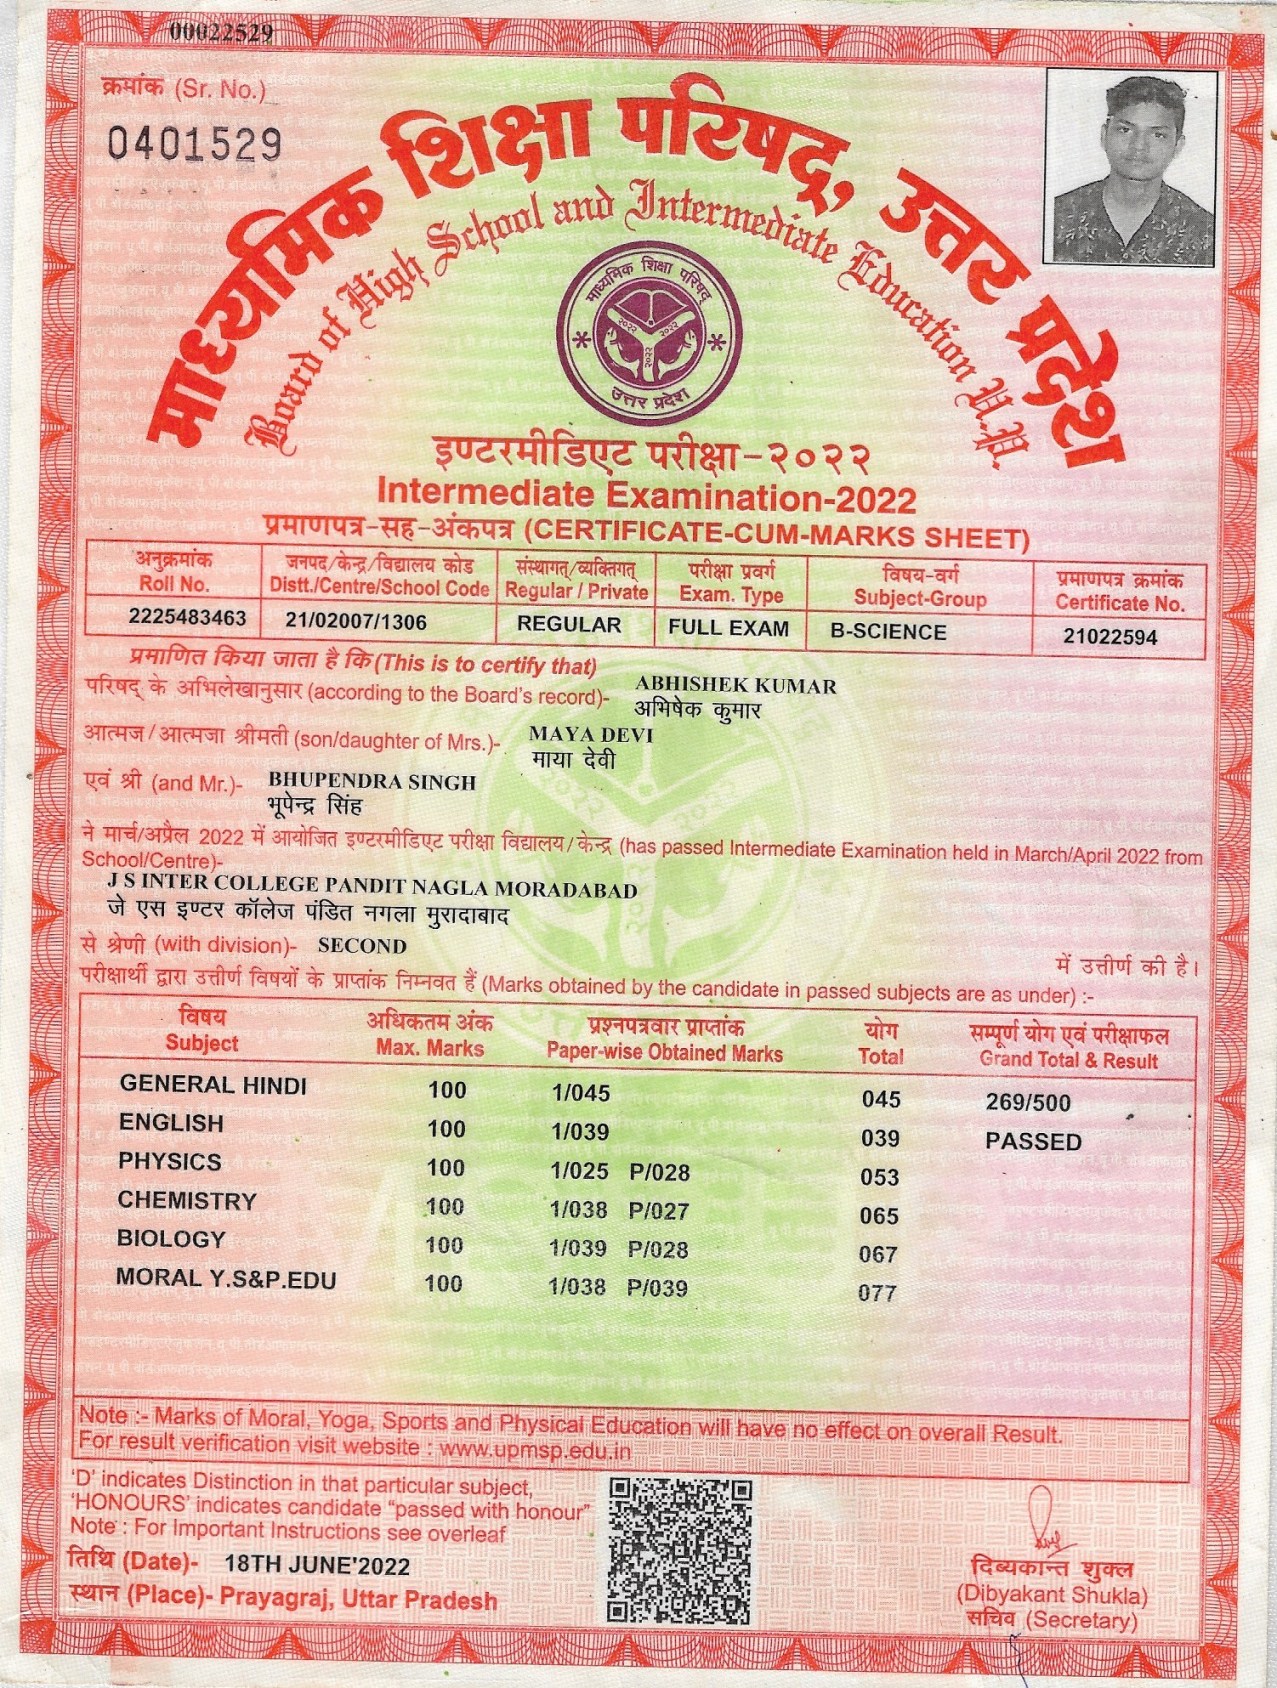 00022529
क्रमांक (Sr. No.)
0401529
माध्यमिक शिक्षा परिषद्, उत्तर प्रदेश
Board of High School and Intermediate Education U.P.
माध्यमिक शिक्षा परिषद्
२०२२ २०२२
२०२२
उत्तर प्रदेश
इण्टरमीडिएट परीक्षा-२०२२
Intermediate Examination-2022
प्रमाणपत्र-सह-अंकपत्र (CERTIFICATE-CUM-MARKS SHEET)
अनुक्रमांक जनपद/केन्द्र/विद्यालय कोड संस्थागत्/व्यक्तिगत् परीक्षा प्रवर्ग विषय-वर्ग प्रमाणपत्र क्रमांक
Roll No. Distt./Centre/School Code Regular / Private Exam. Type Subject-Group Certificate No.
2225483463 21/02007/1306 REGULAR FULL EXAM B-SCIENCE 21022594
प्रमाणित किया जाता है कि (This is to certify that)
परिषद् के अभिलेखानुसार (according to the Board's record)- ABHISHEK KUMAR
अभिषेक कुमार
आत्मज/आत्मजा श्रीमती (son/daughter of Mrs.)- MAYA DEVI
माया देवी
एवं श्री (and Mr.)- BHUPENDRA SINGH
भूपेन्द्र सिंह
ने मार्च/अप्रैल 2022 में आयोजित इण्टरमीडिएट परीक्षा विद्यालय/केन्द्र (has passed Intermediate Examination held in March/April 2022 from
School/Centre)-
J S INTER COLLEGE PANDIT NAGLA MORADABAD
जे एस इण्टर कॉलेज पंडित नगला मुरादाबाद
से श्रेणी (with division)- SECOND में उत्तीर्ण की है।
परीक्षार्थी द्वारा उत्तीर्ण विषयों के प्राप्तांक निम्नवत हैं (Marks obtained by the candidate in passed subjects are as under) :-
विषय अधिकतम अंक प्रश्नपत्रवार प्राप्तांक योग सम्पूर्ण योग एवं परीक्षाफल
Subject Max. Marks Paper-wise Obtained Marks Total Grand Total & Result
GENERAL HINDI 100 1/045 045 269/500
ENGLISH 100 1/039 039 PASSED
PHYSICS 100 1/025 P/028 053
CHEMISTRY 100 1/038 P/027 065
BIOLOGY 100 1/039 P/028 067
MORAL Y.S&P.EDU 100 1/038 P/039 077
Note :- Marks of Moral, Yoga, Sports and Physical Education will have no effect on overall Result.
For result verification visit website : www.upmsp.edu.in
'D' indicates Distinction in that particular subject,
'HONOURS' indicates candidate "passed with honour"
Note : For Important Instructions see overleaf
तिथि (Date)- 18TH JUNE'2022
स्थान (Place)- Prayagraj, Uttar Pradesh
दिब्यकान्त शुक्ल
(Dibyakant Shukla)
सचिव (Secretary)